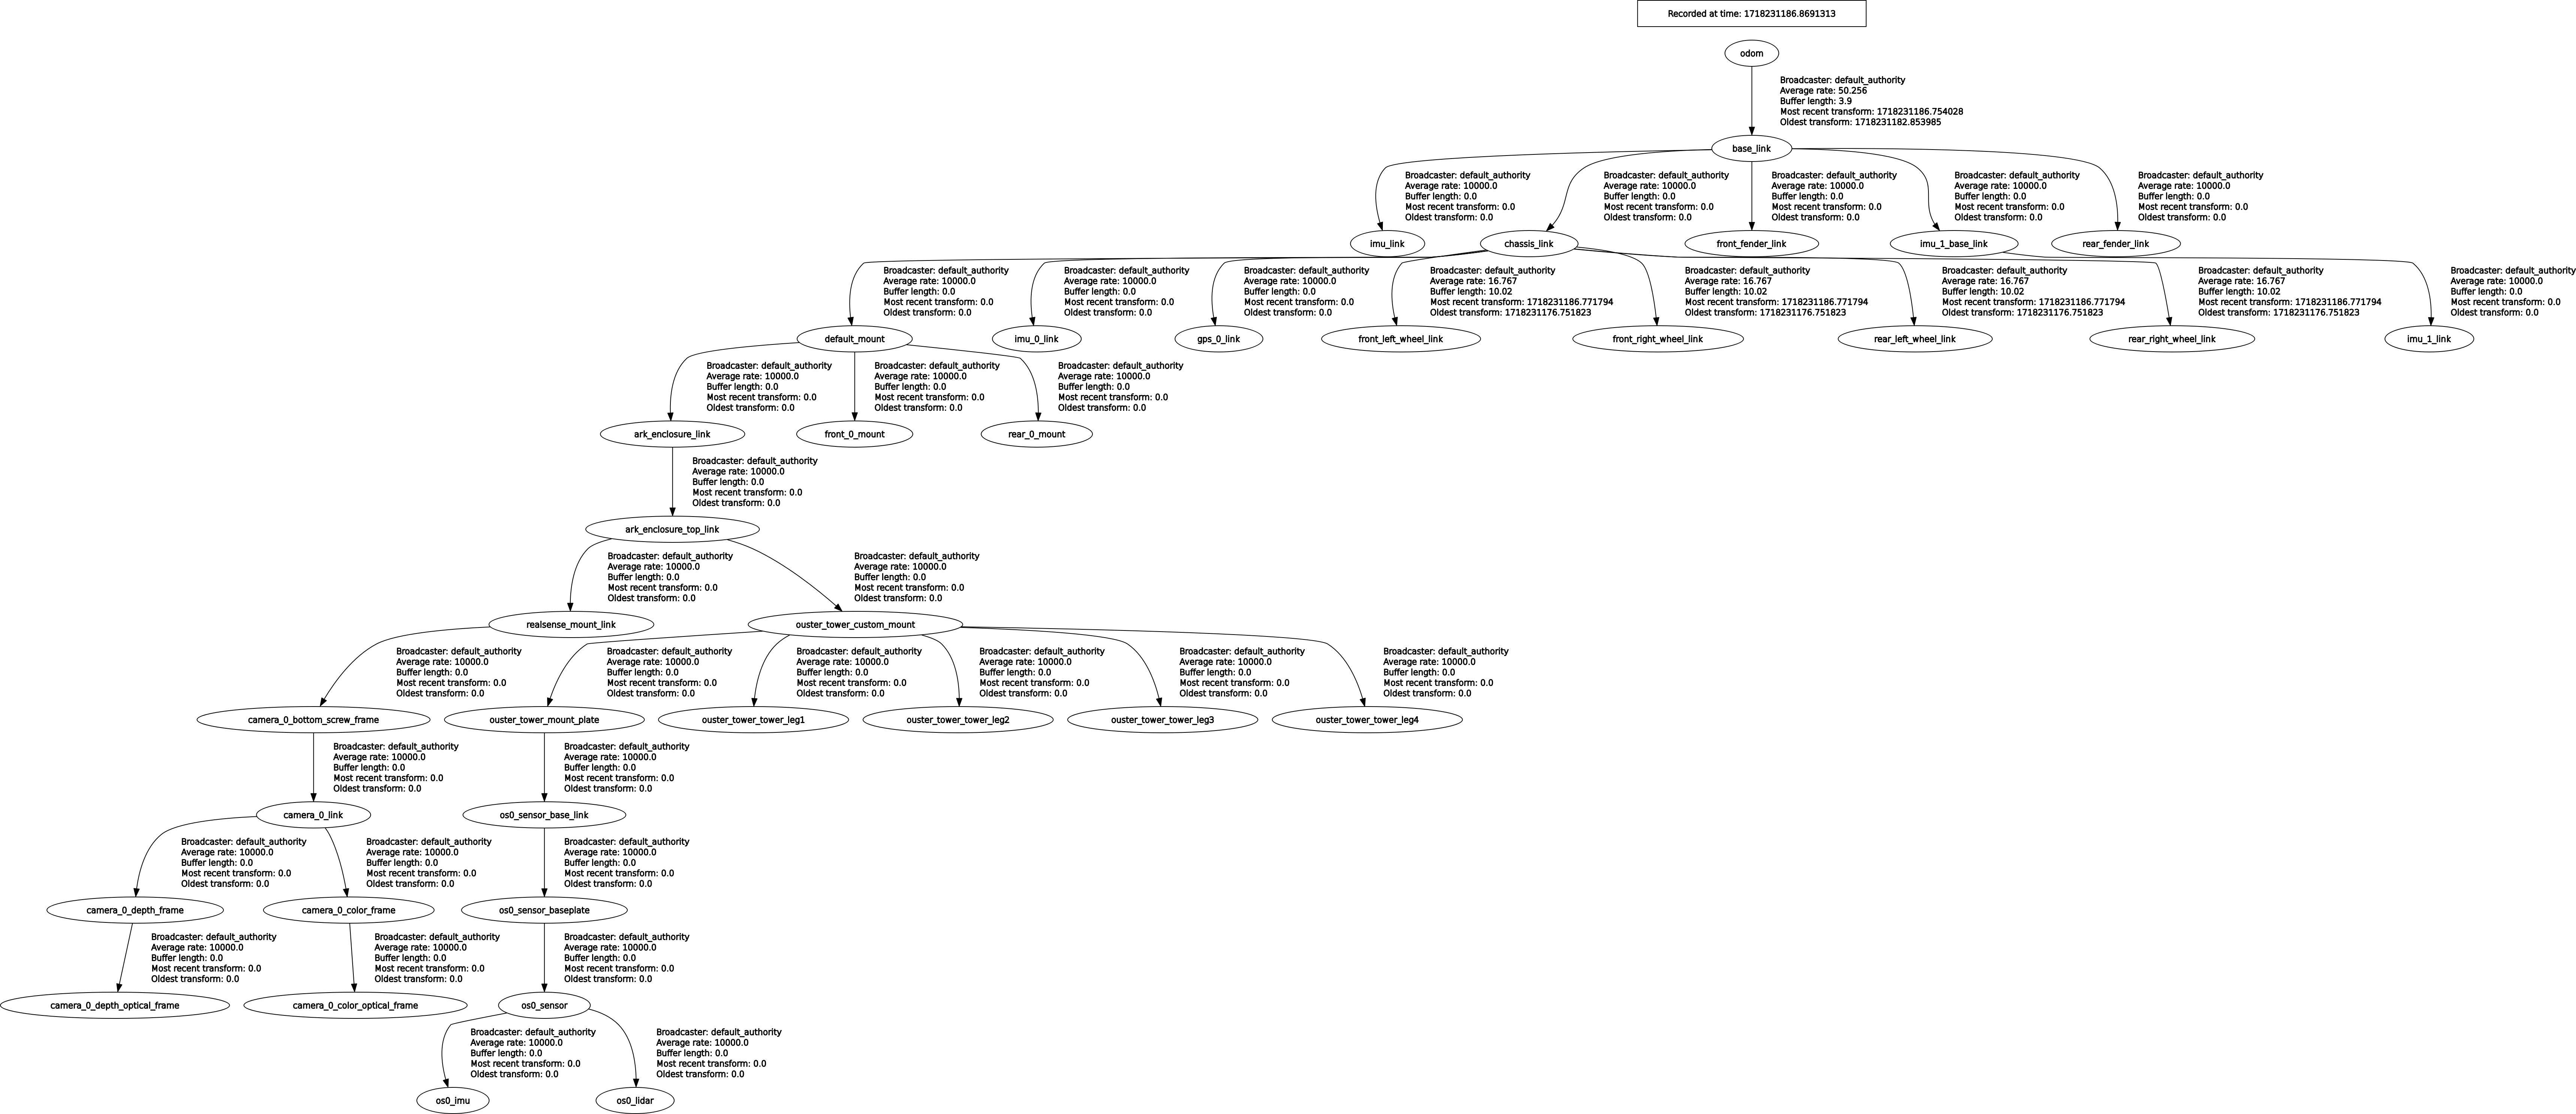 Recorded at time: 1718231186.8691313
odom
Broadcaster: default_authority
Average rate: 50.256
Buffer length: 3.9
Most recent transform: 1718231186.754028
Oldest transform: 1718231182.853985
base_link
Broadcaster: default_authority
Average rate: 10000.0
Buffer length: 0.0
Most recent transform: 0.0
Oldest transform: 0.0
Broadcaster: default_authority
Average rate: 10000.0
Buffer length: 0.0
Most recent transform: 0.0
Oldest transform: 0.0
Broadcaster: default_authority
Average rate: 10000.0
Buffer length: 0.0
Most recent transform: 0.0
Oldest transform: 0.0
Broadcaster: default_authority
Average rate: 10000.0
Buffer length: 0.0
Most recent transform: 0.0
Oldest transform: 0.0
Broadcaster: default_authority
Average rate: 10000.0
Buffer length: 0.0
Most recent transform: 0.0
Oldest transform: 0.0
imu_link
chassis_link
front_fender_link
imu_1_base_link
rear_fender_link
Broadcaster: default_authority
Average rate: 10000.0
Buffer length: 0.0
Most recent transform: 0.0
Oldest transform: 0.0
Broadcaster: default_authority
Average rate: 10000.0
Buffer length: 0.0
Most recent transform: 0.0
Oldest transform: 0.0
Broadcaster: default_authority
Average rate: 10000.0
Buffer length: 0.0
Most recent transform: 0.0
Oldest transform: 0.0
Broadcaster: default_authority
Average rate: 16.767
Buffer length: 10.02
Most recent transform: 1718231186.771794
Oldest transform: 1718231176.751823
Broadcaster: default_authority
Average rate: 16.767
Buffer length: 10.02
Most recent transform: 1718231186.771794
Oldest transform: 1718231176.751823
Broadcaster: default_authority
Average rate: 16.767
Buffer length: 10.02
Most recent transform: 1718231186.771794
Oldest transform: 1718231176.751823
Broadcaster: default_authority
Average rate: 16.767
Buffer length: 10.02
Most recent transform: 1718231186.771794
Oldest transform: 1718231176.751823
Broadcaster: default_authority
Average rate: 10000.0
Buffer length: 0.0
Most recent transform: 0.0
Oldest transform: 0.0
default_mount
imu_0_link
gps_0_link
front_left_wheel_link
front_right_wheel_link
rear_left_wheel_link
rear_right_wheel_link
imu_1_link
Broadcaster: default_authority
Average rate: 10000.0
Buffer length: 0.0
Most recent transform: 0.0
Oldest transform: 0.0
Broadcaster: default_authority
Average rate: 10000.0
Buffer length: 0.0
Most recent transform: 0.0
Oldest transform: 0.0
Broadcaster: default_authority
Average rate: 10000.0
Buffer length: 0.0
Most recent transform: 0.0
Oldest transform: 0.0
ark_enclosure_link
front_0_mount
rear_0_mount
Broadcaster: default_authority
Average rate: 10000.0
Buffer length: 0.0
Most recent transform: 0.0
Oldest transform: 0.0
ark_enclosure_top_link
Broadcaster: default_authority
Average rate: 10000.0
Buffer length: 0.0
Most recent transform: 0.0
Oldest transform: 0.0
Broadcaster: default_authority
Average rate: 10000.0
Buffer length: 0.0
Most recent transform: 0.0
Oldest transform: 0.0
realsense_mount_link
ouster_tower_custom_mount
Broadcaster: default_authority
Average rate: 10000.0
Buffer length: 0.0
Most recent transform: 0.0
Oldest transform: 0.0
Broadcaster: default_authority
Average rate: 10000.0
Buffer length: 0.0
Most recent transform: 0.0
Oldest transform: 0.0
Broadcaster: default_authority
Average rate: 10000.0
Buffer length: 0.0
Most recent transform: 0.0
Oldest transform: 0.0
Broadcaster: default_authority
Average rate: 10000.0
Buffer length: 0.0
Most recent transform: 0.0
Oldest transform: 0.0
Broadcaster: default_authority
Average rate: 10000.0
Buffer length: 0.0
Most recent transform: 0.0
Oldest transform: 0.0
Broadcaster: default_authority
Average rate: 10000.0
Buffer length: 0.0
Most recent transform: 0.0
Oldest transform: 0.0
camera_0_bottom_screw_frame
ouster_tower_mount_plate
ouster_tower_tower_leg1
ouster_tower_tower_leg2
ouster_tower_tower_leg3
ouster_tower_tower_leg4
Broadcaster: default_authority
Average rate: 10000.0
Buffer length: 0.0
Most recent transform: 0.0
Oldest transform: 0.0
Broadcaster: default_authority
Average rate: 10000.0
Buffer length: 0.0
Most recent transform: 0.0
Oldest transform: 0.0
camera_0_link
os0_sensor_base_link
Broadcaster: default_authority
Average rate: 10000.0
Buffer length: 0.0
Most recent transform: 0.0
Oldest transform: 0.0
Broadcaster: default_authority
Average rate: 10000.0
Buffer length: 0.0
Most recent transform: 0.0
Oldest transform: 0.0
Broadcaster: default_authority
Average rate: 10000.0
Buffer length: 0.0
Most recent transform: 0.0
Oldest transform: 0.0
camera_0_depth_frame
camera_0_color_frame
os0_sensor_baseplate
Broadcaster: default_authority
Average rate: 10000.0
Buffer length: 0.0
Most recent transform: 0.0
Oldest transform: 0.0
Broadcaster: default_authority
Average rate: 10000.0
Buffer length: 0.0
Most recent transform: 0.0
Oldest transform: 0.0
Broadcaster: default_authority
Average rate: 10000.0
Buffer length: 0.0
Most recent transform: 0.0
Oldest transform: 0.0
camera_0_depth_optical_frame
camera_0_color_optical_frame
os0_sensor
Broadcaster: default_authority
Average rate: 10000.0
Buffer length: 0.0
Most recent transform: 0.0
Oldest transform: 0.0
Broadcaster: default_authority
Average rate: 10000.0
Buffer length: 0.0
Most recent transform: 0.0
Oldest transform: 0.0
os0_imu
os0_lidar